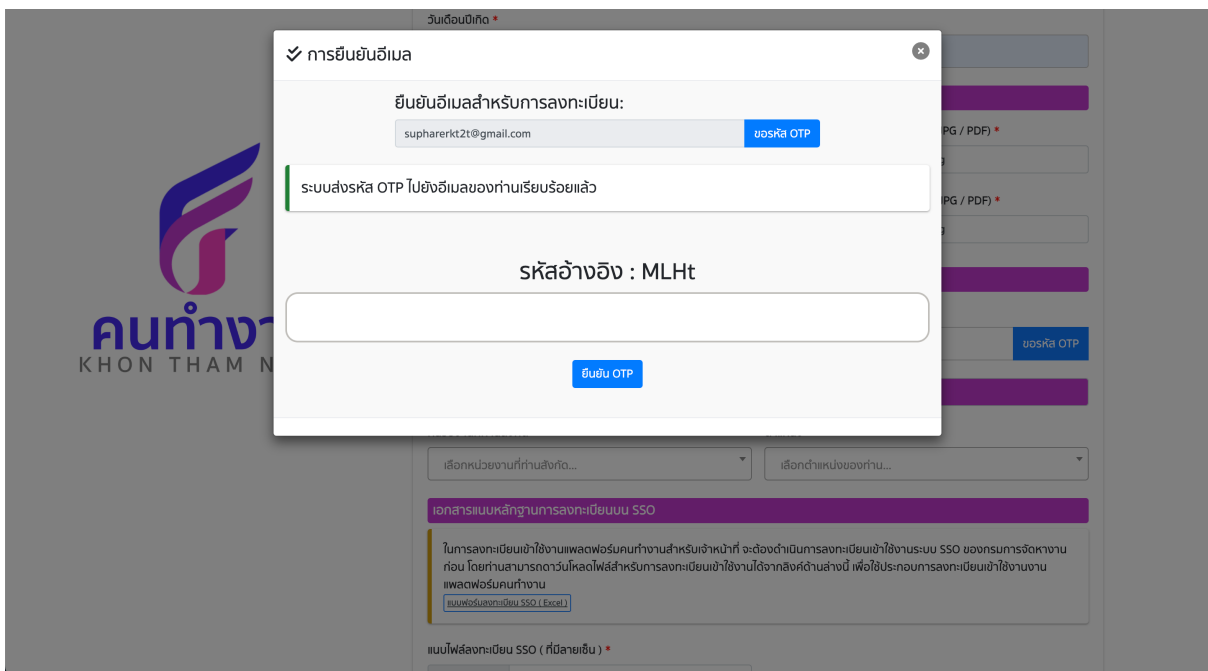 วันเดือนปีเกิด *
การยืนยันอีเมล
ยืนยันอีเมลสำหรับการลงทะเบียน:
supharerkt2t@gmail.com
ขอรหัส OTP
PG / PDF) *
ระบบส่งรหัส OTP ไปยังอีเมลของท่านเรียบร้อยแล้ว
PG / PDF) *
รหัสอ้างอิง : MLHt
คนทำงา
KHON THAM N
ขอรหัส OTP
ยืนยัน OTP
เลือกหน่วยงานที่ท่านสังกัด...
เลือกตำแหน่งของท่าน...
เอกสารแนบหลักฐานการลงทะเบียนบน SSO
ในการลงทะเบียนเข้าใช้งานแพลตฟอร์มคนทำงานสำหรับเจ้าหน้าที่ จะต้องดำเนินการลงทะเบียนเข้าใช้งานระบบ SSO ของกรมการจัดหางาน
ก่อน โดยท่านสามารถดาวน์โหลดไฟล์สำหรับการลงทะเบียนเข้าใช้งานได้จากลิงค์ด้านล่างนี้ เพื่อใช้ประกอบการลงทะเบียนเข้าใช้งานงาน
แพลตฟอร์มคนทำงาน
แบบฟอร์มลงทะเบียน SSO ( Excel )
แนบไฟล์ลงทะเบียน SSO ( ที่มีลายเซ็น ) *